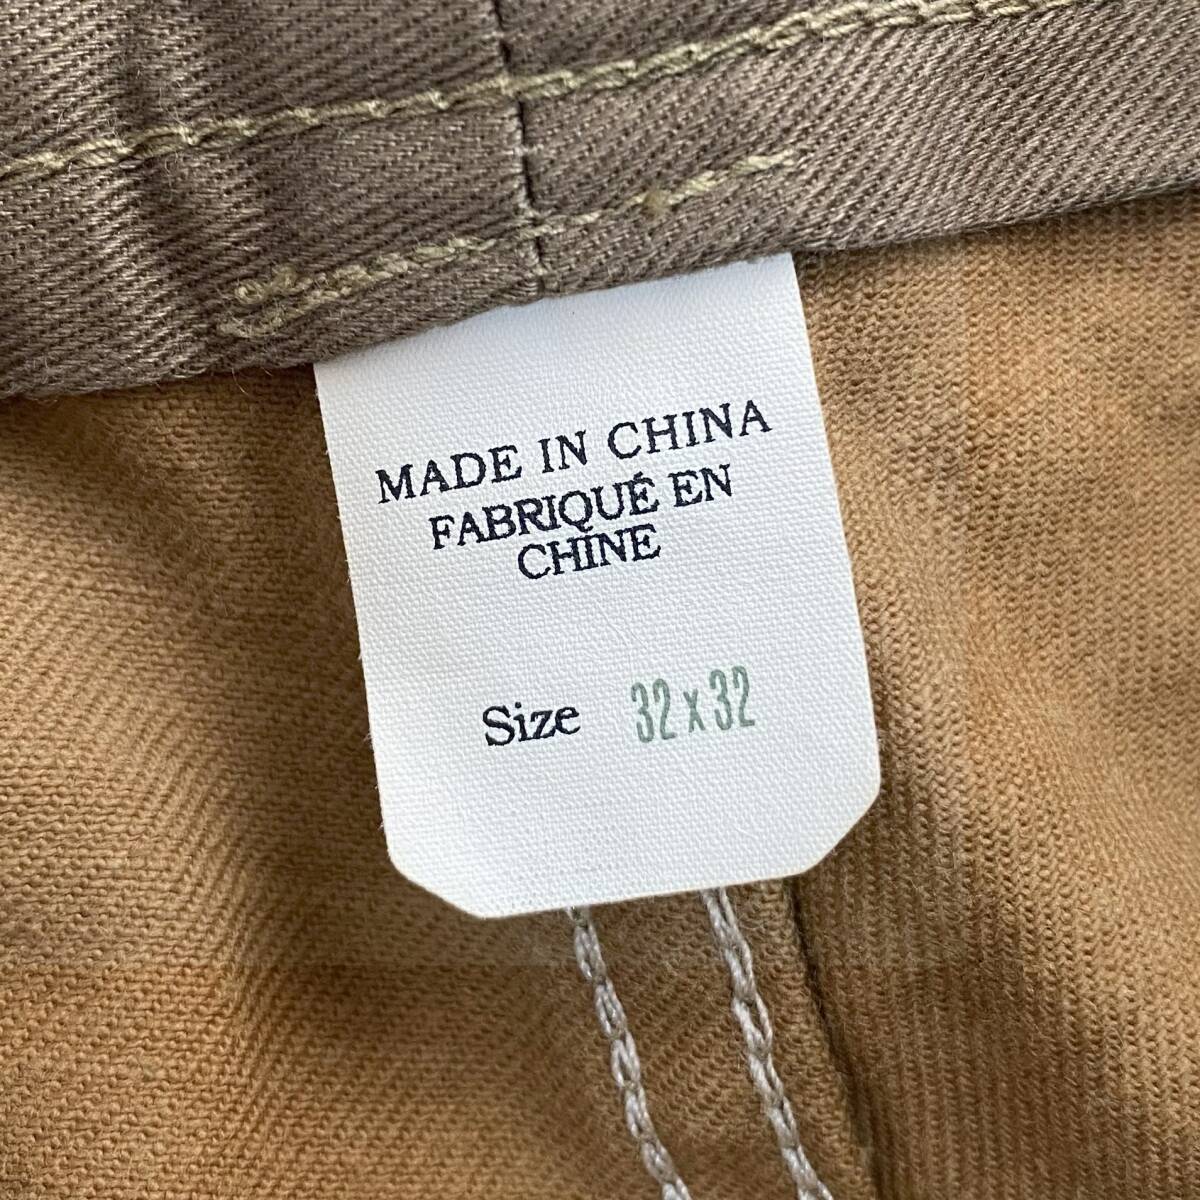 MADE IN CHINA
FABRIQUÉ EN
CHINE
Size 32 x 32